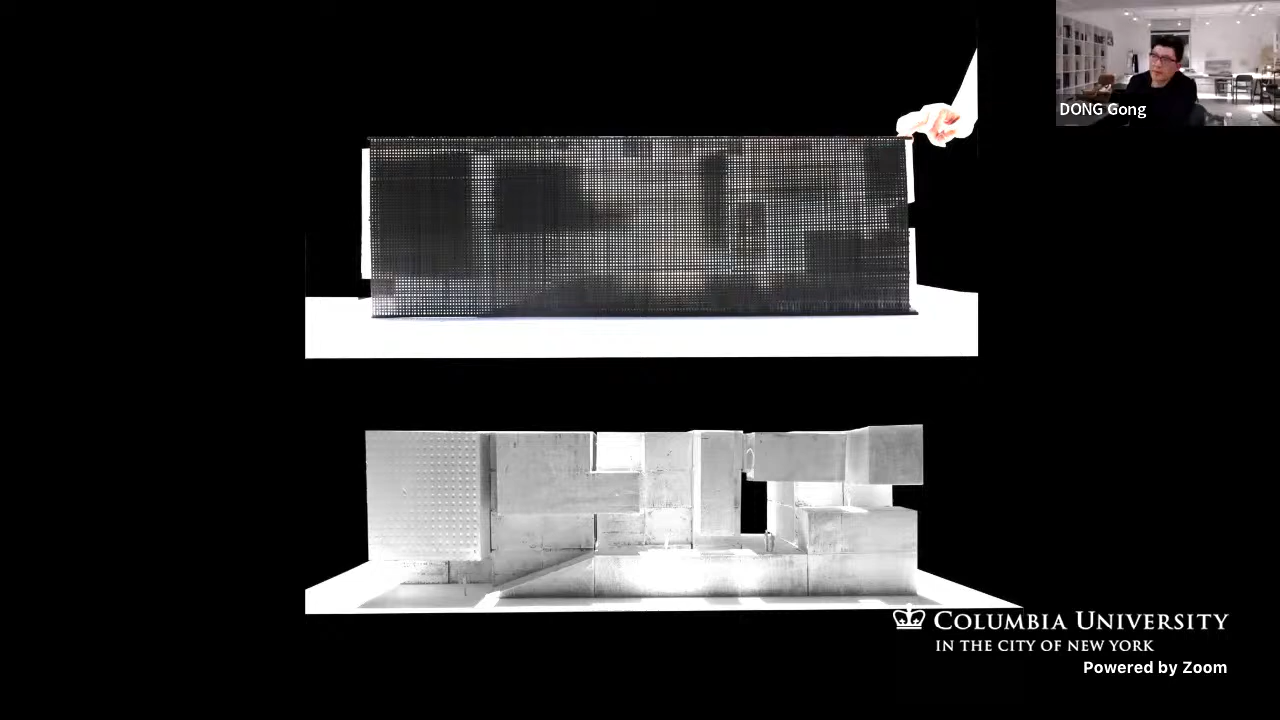 DONG Gong
COLUMBIA UNIVERSITY
IN THE CITY OF NEW YORK
Powered by Zoom